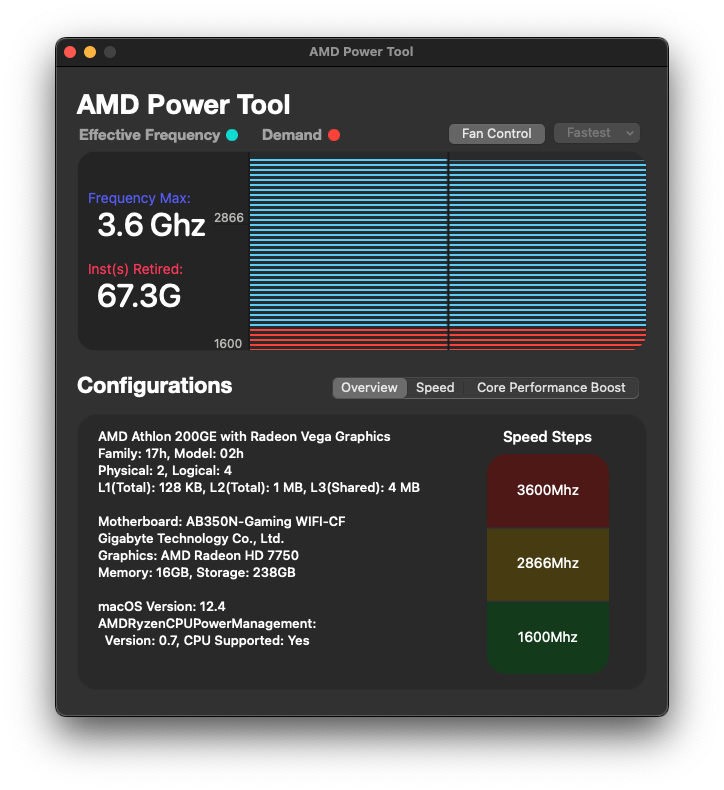 AMD Power Tool
AMD Power Tool
Effective Frequency
Demand
Fan Control
Fastest
Frequency Max:
3.6 Ghz
2866
Inst(s) Retired:
67.3G
1600
Configurations
Overview
Speed
Core Performance Boost
AMD Athlon 200GE with Radeon Vega Graphics
Family: 17h, Model: 02h
Physical: 2, Logical: 4
L1(Total): 128 KB, L2(Total): 1 MB, L3(Shared): 4 MB
Motherboard: AB350N-Gaming WIFI-CF
Gigabyte Technology Co., Ltd.
Graphics: AMD Radeon HD 7750
Memory: 16GB, Storage: 238GB
macOS Version: 12.4
AMDRyzenCPUPowerManagement:
Version: 0.7, CPU Supported: Yes
Speed Steps
3600Mhz
2866Mhz
1600Mhz